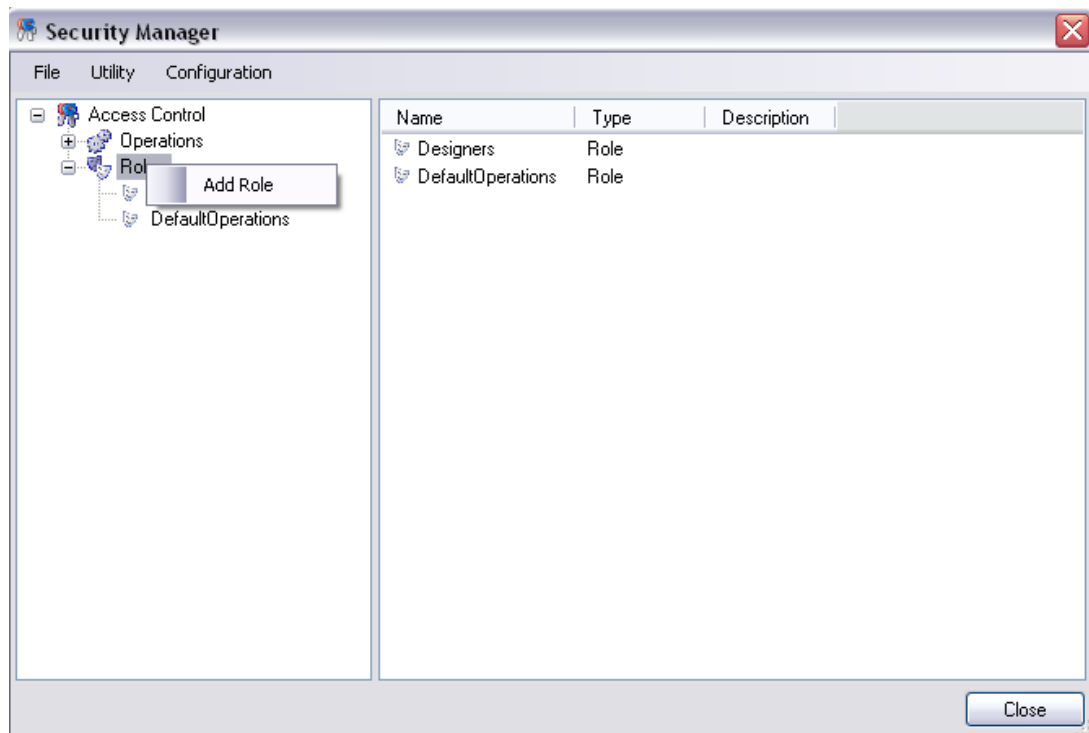 Security Manager
File Utility Configuration
Access Control
Operations
Rol
Add Role
DefaultOperations
Name Type Description
Designers Role
DefaultOperations Role
Close